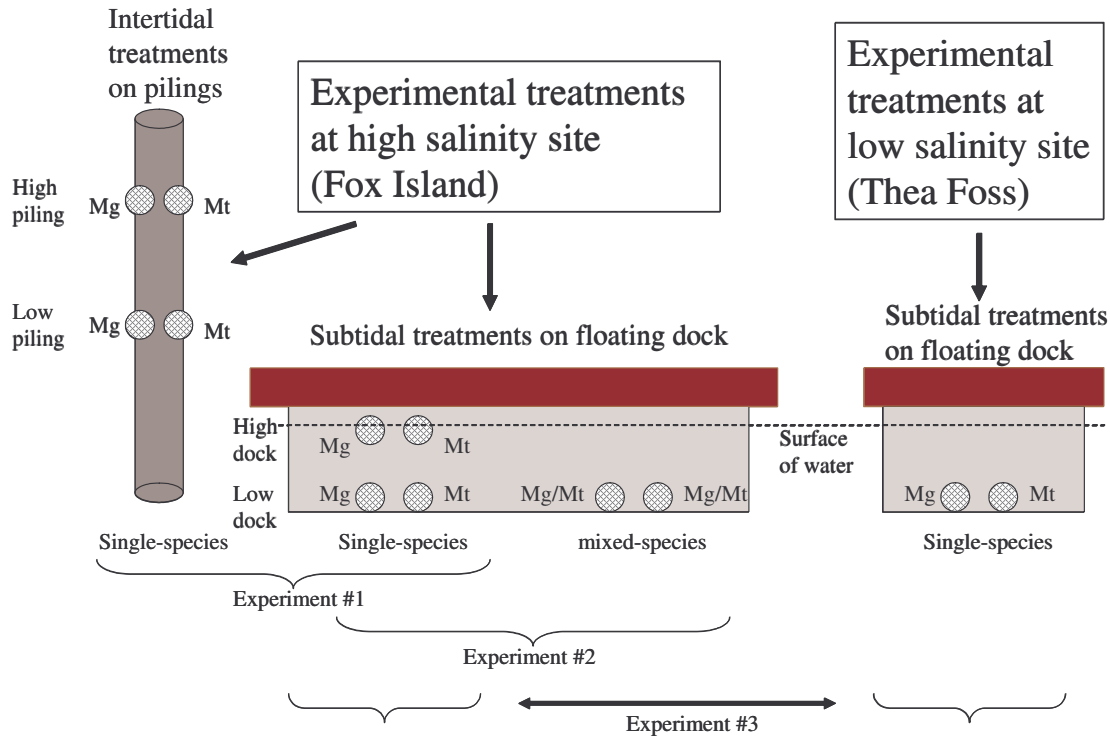 Intertidal
treatments
on pilings
Experimental treatments
at high salinity site
(Fox Island)
Experimental
treatments at
low salinity site
(Thea Foss)
High
piling
Mg
Mt
Low
piling
Mg
Mt
Subtidal treatments on floating dock
Subtidal treatments
on floating dock
High
dock
Mg
Mt
Surface
of water
Low
dock
Mg
Mt
Mg/Mt
Mg/Mt
Mg
Mt
Single-species
Single-species
mixed-species
Single-species
Experiment #1
Experiment #2
Experiment #3